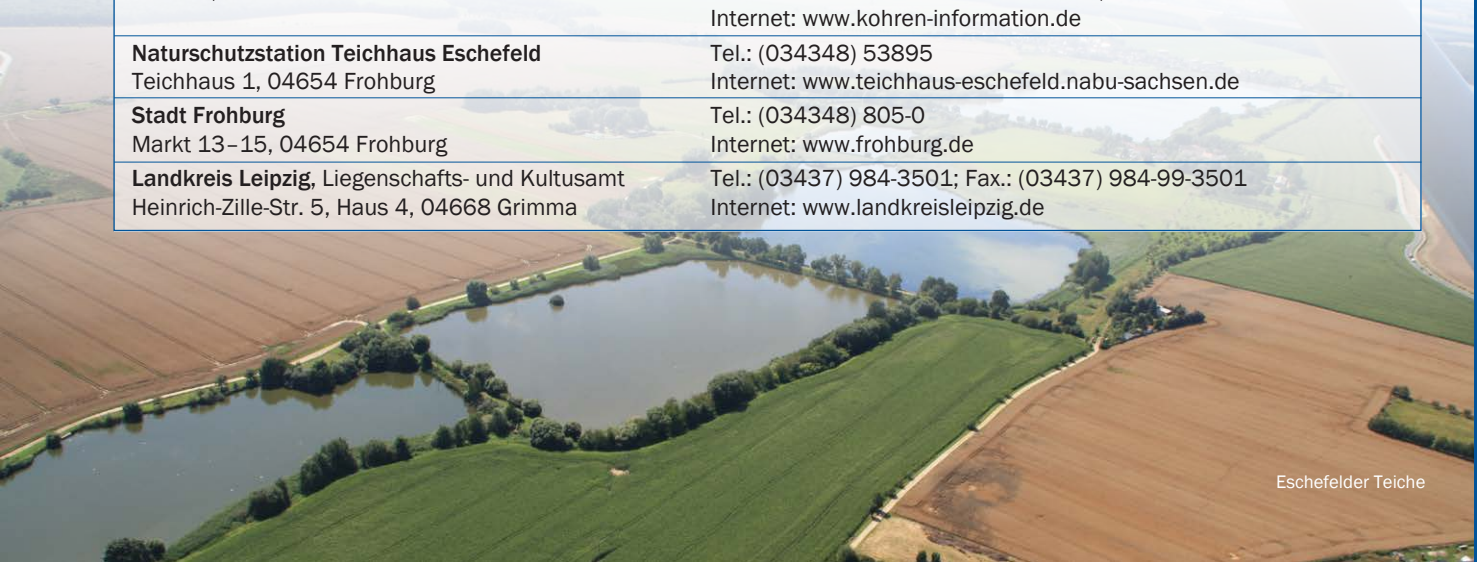 Internet: www.kohren-information.de
Naturschutzstation Teichhaus Eschefeld
Teichhaus 1, 04654 Frohburg
Tel.: (034348) 53895
Internet: www.teichhaus-eschefeld.nabu-sachsen.de
Stadt Frohburg
Markt 13–15, 04654 Frohburg
Tel.: (034348) 805-0
Internet: www.frohburg.de
Landkreis Leipzig, Liegenschafts- und Kultusamt
Heinrich-Zille-Str. 5, Haus 4, 04668 Grimma
Tel.: (03437) 984-3501; Fax.: (03437) 984-99-3501
Internet: www.landkreisleipzig.de
Eschefelder Teiche